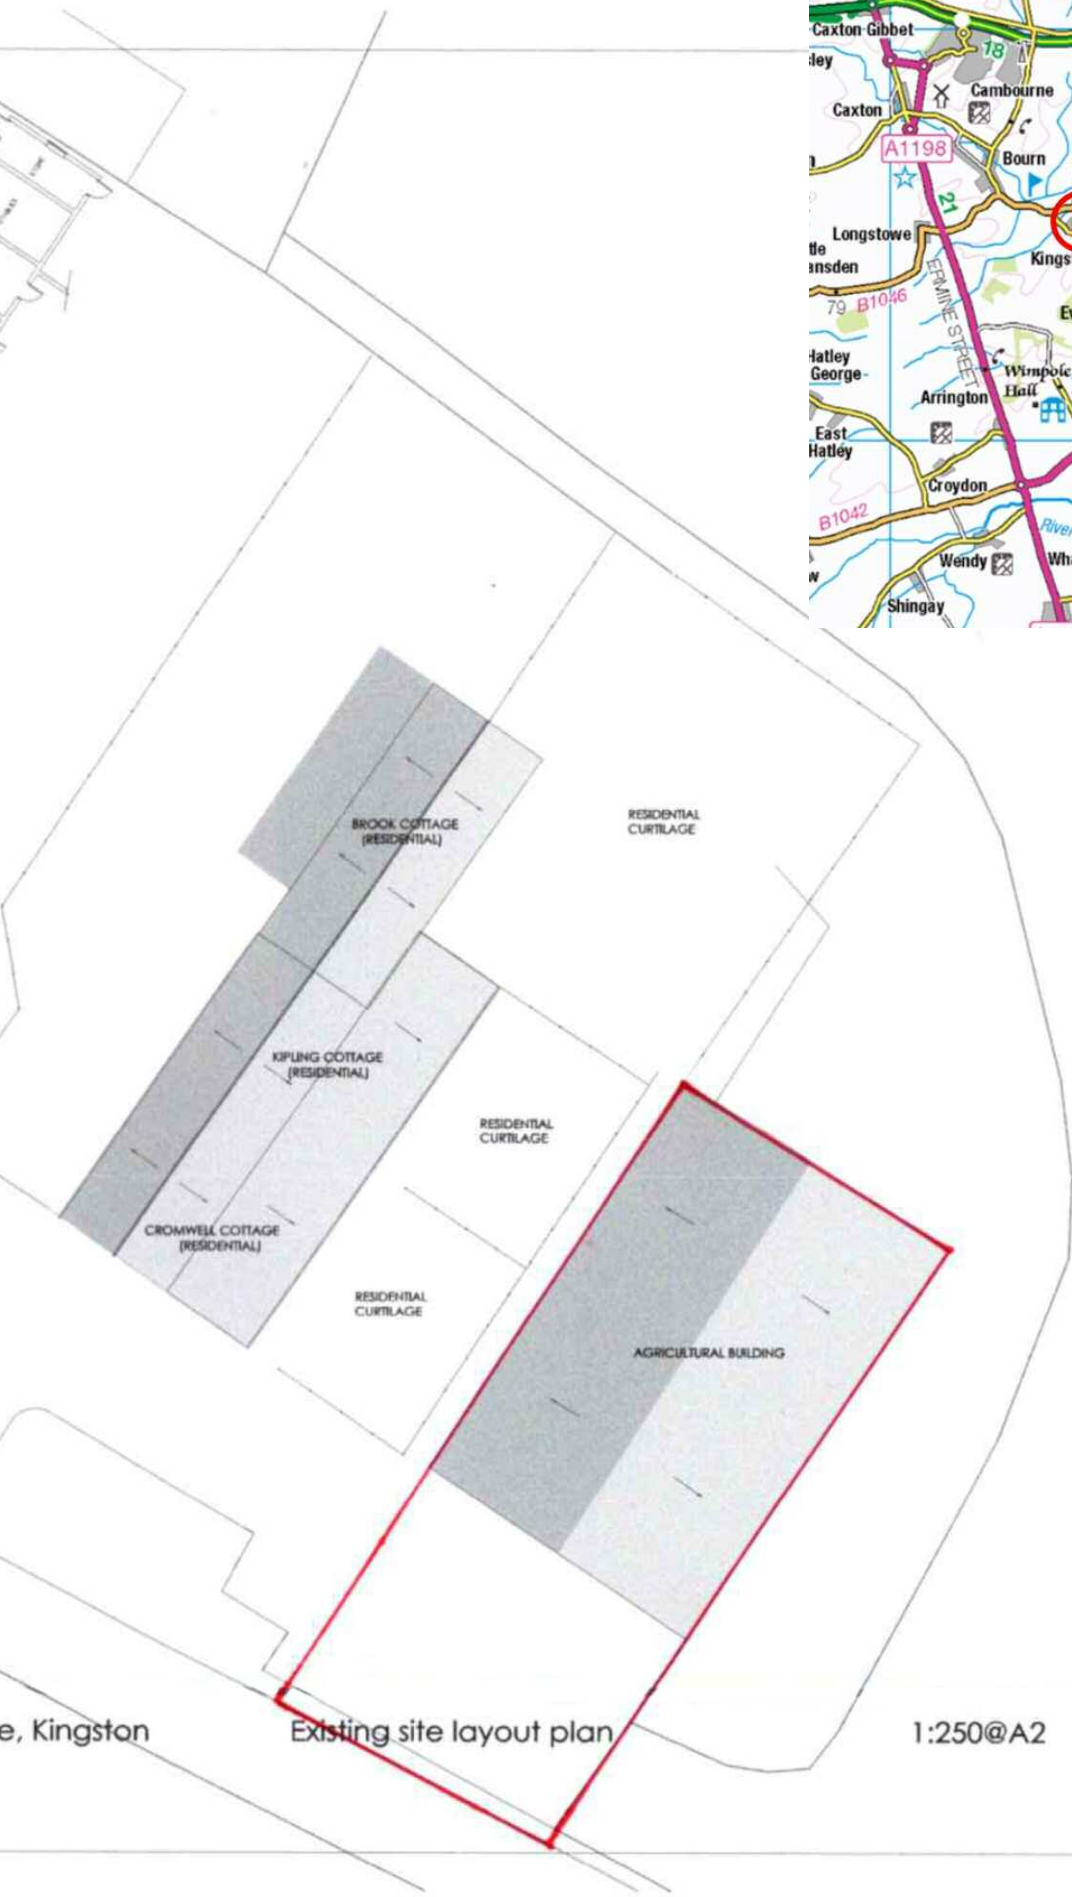 Caxton Gibbet
18
Cambourne
Caxton
A1198
Bourn
21
Longstowe
Kings
ERMINE STREET
79
B1046
Hatley
George
Wimpole
Hall
Arrington
East
Hatley
Croydon
B1042
River
Wendy
Wh
Shingay
BROOK COTTAGE
(RESIDENTIAL)
RESIDENTIAL
CURTILAGE
KIPLING COTTAGE
(RESIDENTIAL)
RESIDENTIAL
CURTILAGE
CROMWELL COTTAGE
(RESIDENTIAL)
RESIDENTIAL
CURTILAGE
AGRICULTURAL BUILDING
e, Kingston
Existing site layout plan
1:250@A2